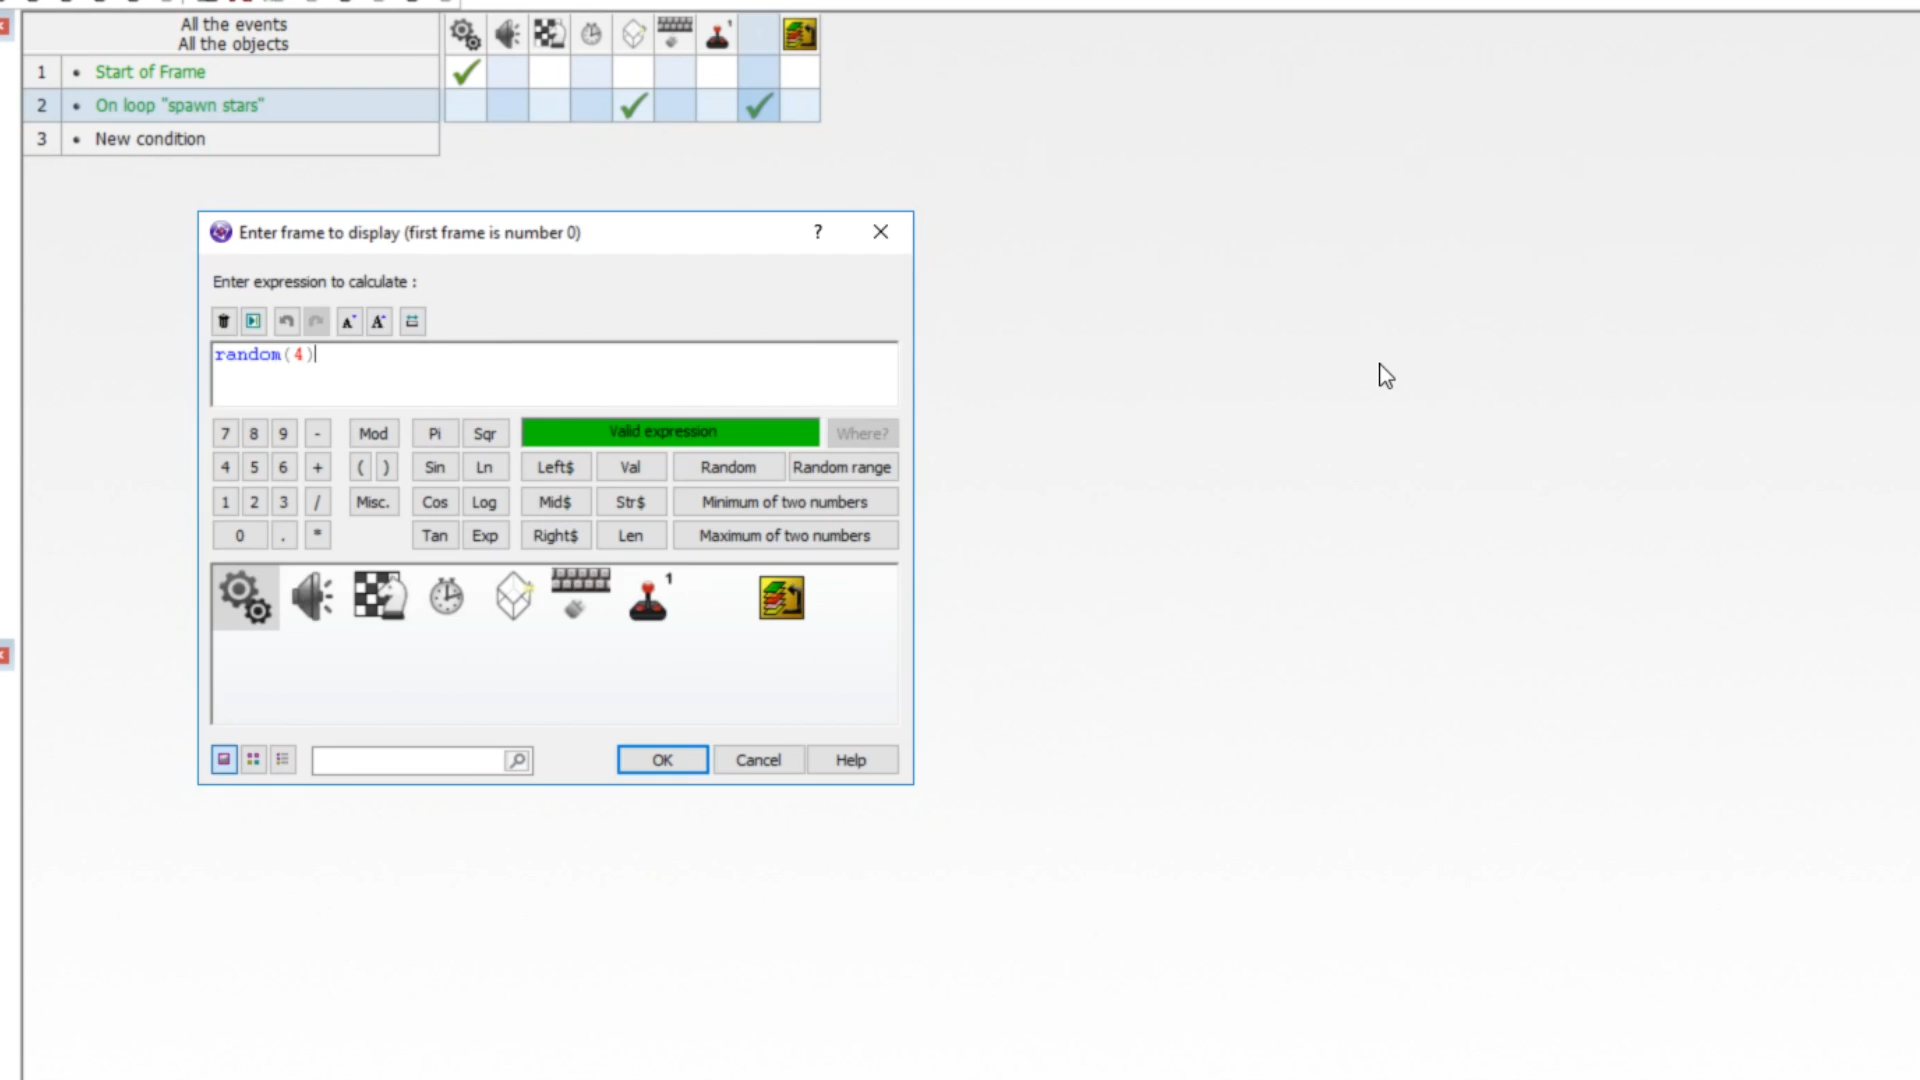 All the events
All the objects
1
1 • Start of Frame
2 • On loop "spawn stars"
3 • New condition
Enter frame to display (first frame is number 0)
?
Enter expression to calculate :
A A
random(4)
7 8 9 - Mod Pi Sqr Valid expression Where?
4 5 6 + ( ) Sin Ln Left$ Val Random Random range
1 2 3 / Misc. Cos Log Mid$ Str$ Minimum of two numbers
0 . * Tan Exp Right$ Len Maximum of two numbers
1
OK Cancel Help